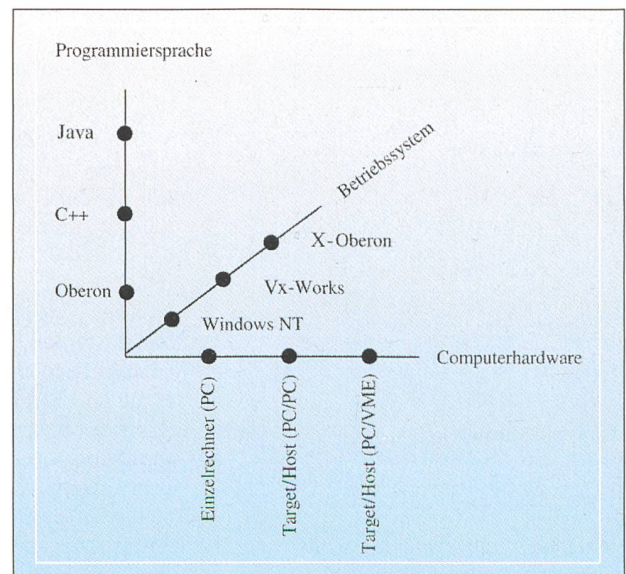 Programmiersprache
Java
C++
Oberon
Betriebssystem
X-Oberon
Vx-Works
Windows NT
Computerhardware
Einzelrechner (PC)
Target/Host (PC/PC)
Target/Host (PC/VME)